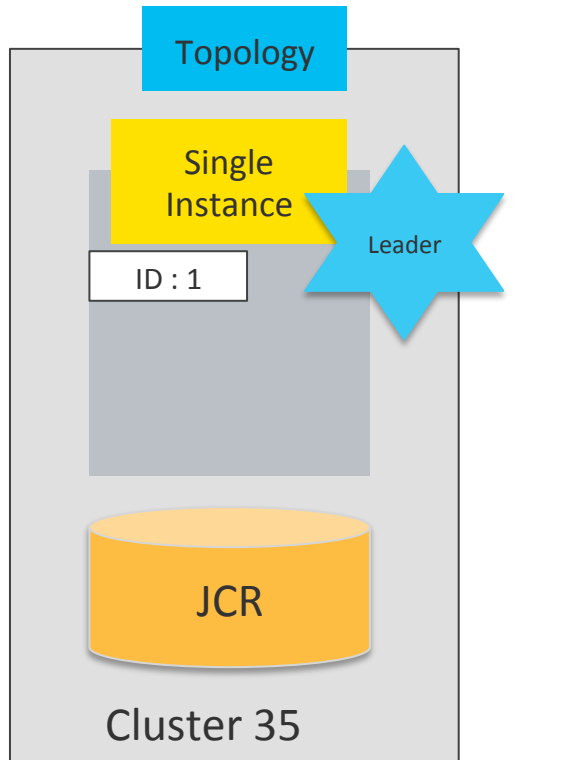 Topology
Single
Instance
Leader
ID : 1
JCR
Cluster 35